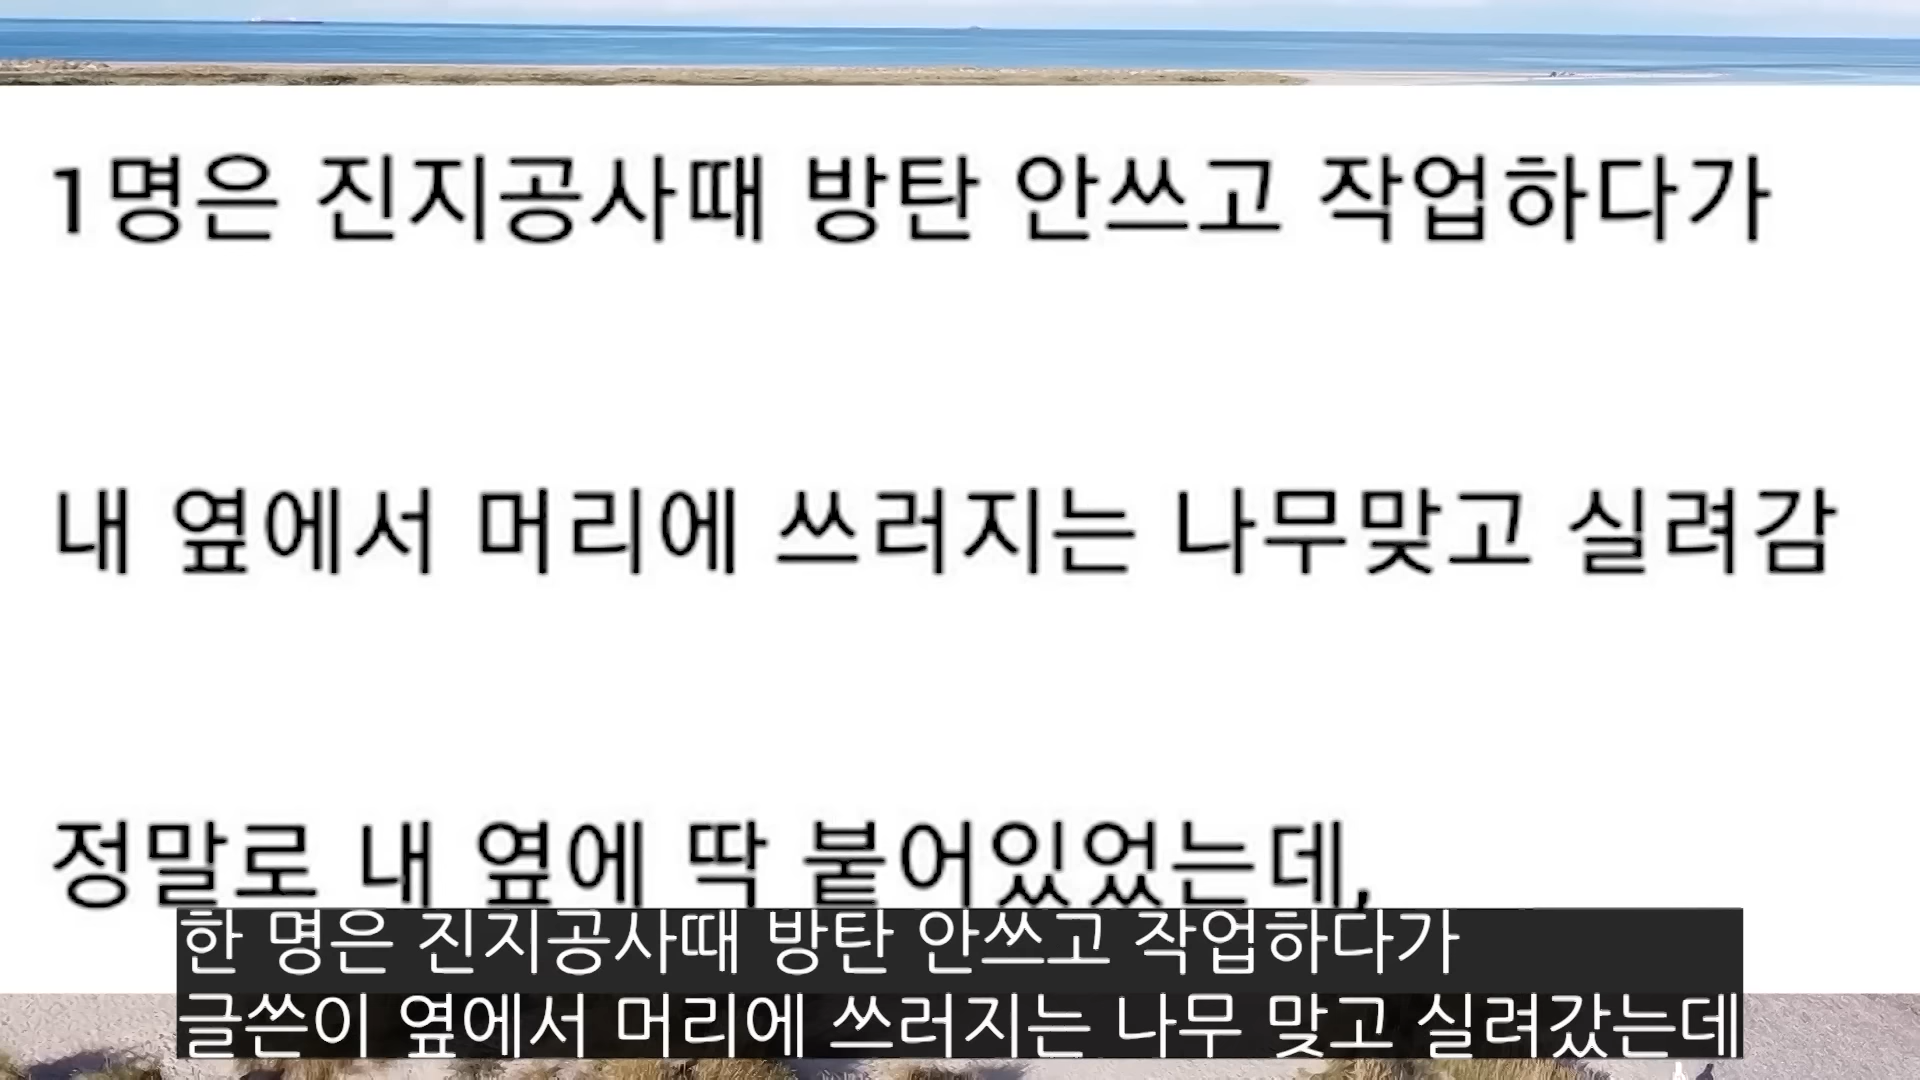 1명은 진지공사때 방탄 안쓰고 작업하다가
내 옆에서 머리에 쓰러지는 나무맞고 실려감
정말로 내 옆에 딱 붙어있었는데,
한 명은 진지공사때 방탄 안쓰고 작업하다가
글쓴이 옆에서 머리에 쓰러지는 나무 맞고 실려갔는데